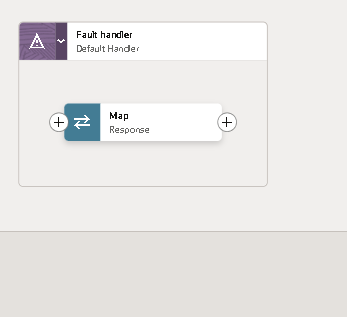 Fault handler
Default Handler
Map
Response